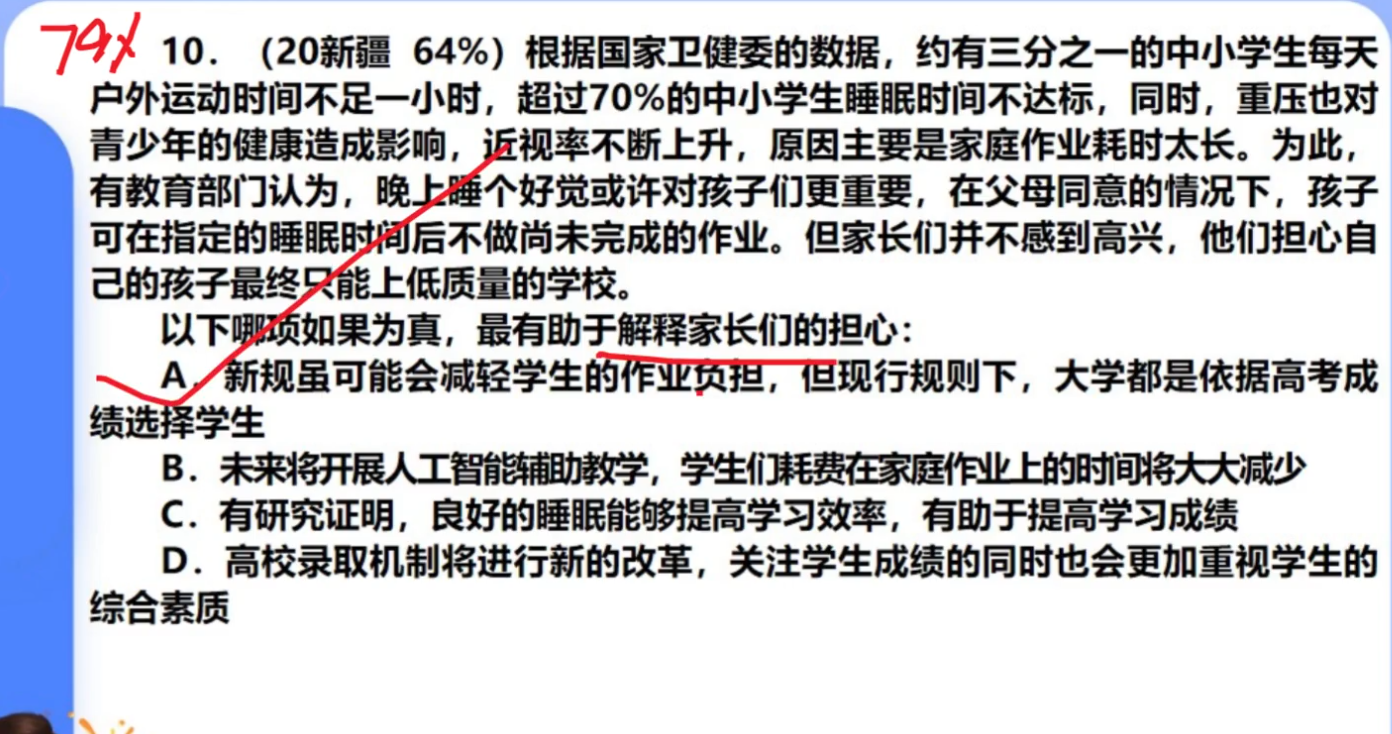 79人
10．（20新疆 64%）根据国家卫健委的数据，约有三分之一的中小学生每天
户外运动时间不足一小时，超过70%的中小学生睡眠时间不达标，同时，重压也对
青少年的健康造成影响，近视率不断上升，原因主要是家庭作业耗时太长。为此，
有教育部门认为，晚上睡个好觉或许对孩子们更重要，在父母同意的情况下，孩子
可在指定的睡眠时间后不做尚未完成的作业。但家长们并不感到高兴，他们担心自
己的孩子最终只能上低质量的学校。
以下哪项如果为真，最有助于解释家长们的担心：
A．新规虽可能会减轻学生的作业负担，但现行规则下，大学都是依据高考成
绩选择学生
B．未来将开展人工智能辅助教学，学生们耗费在家庭作业上的时间将大大减少
C．有研究证明，良好的睡眠能够提高学习效率，有助于提高学习成绩
D．高校录取机制将进行新的改革，关注学生成绩的同时也会更加重视学生的
综合素质